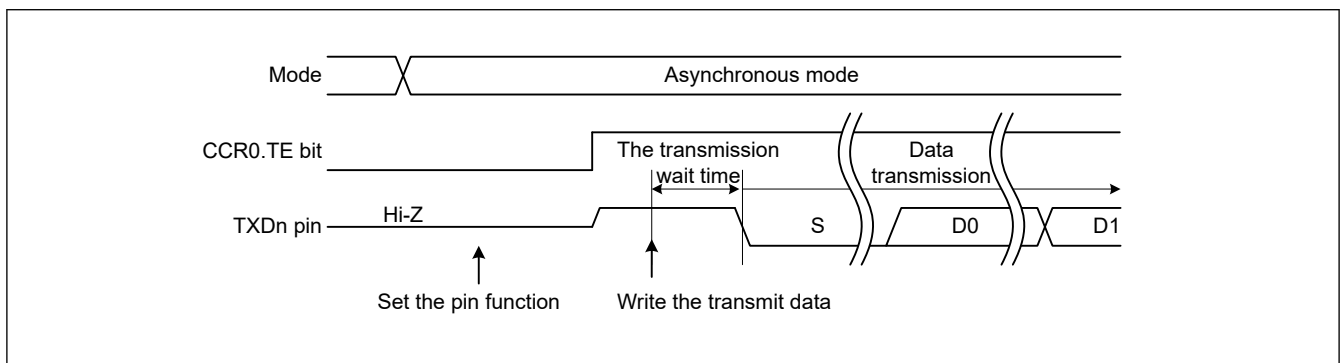 Mode
Asynchronous mode
CCR0.TE bit
The transmission
wait time
Data
transmission
TXDn pin
Hi-Z
S
D0
D1
Set the pin function
Write the transmit data